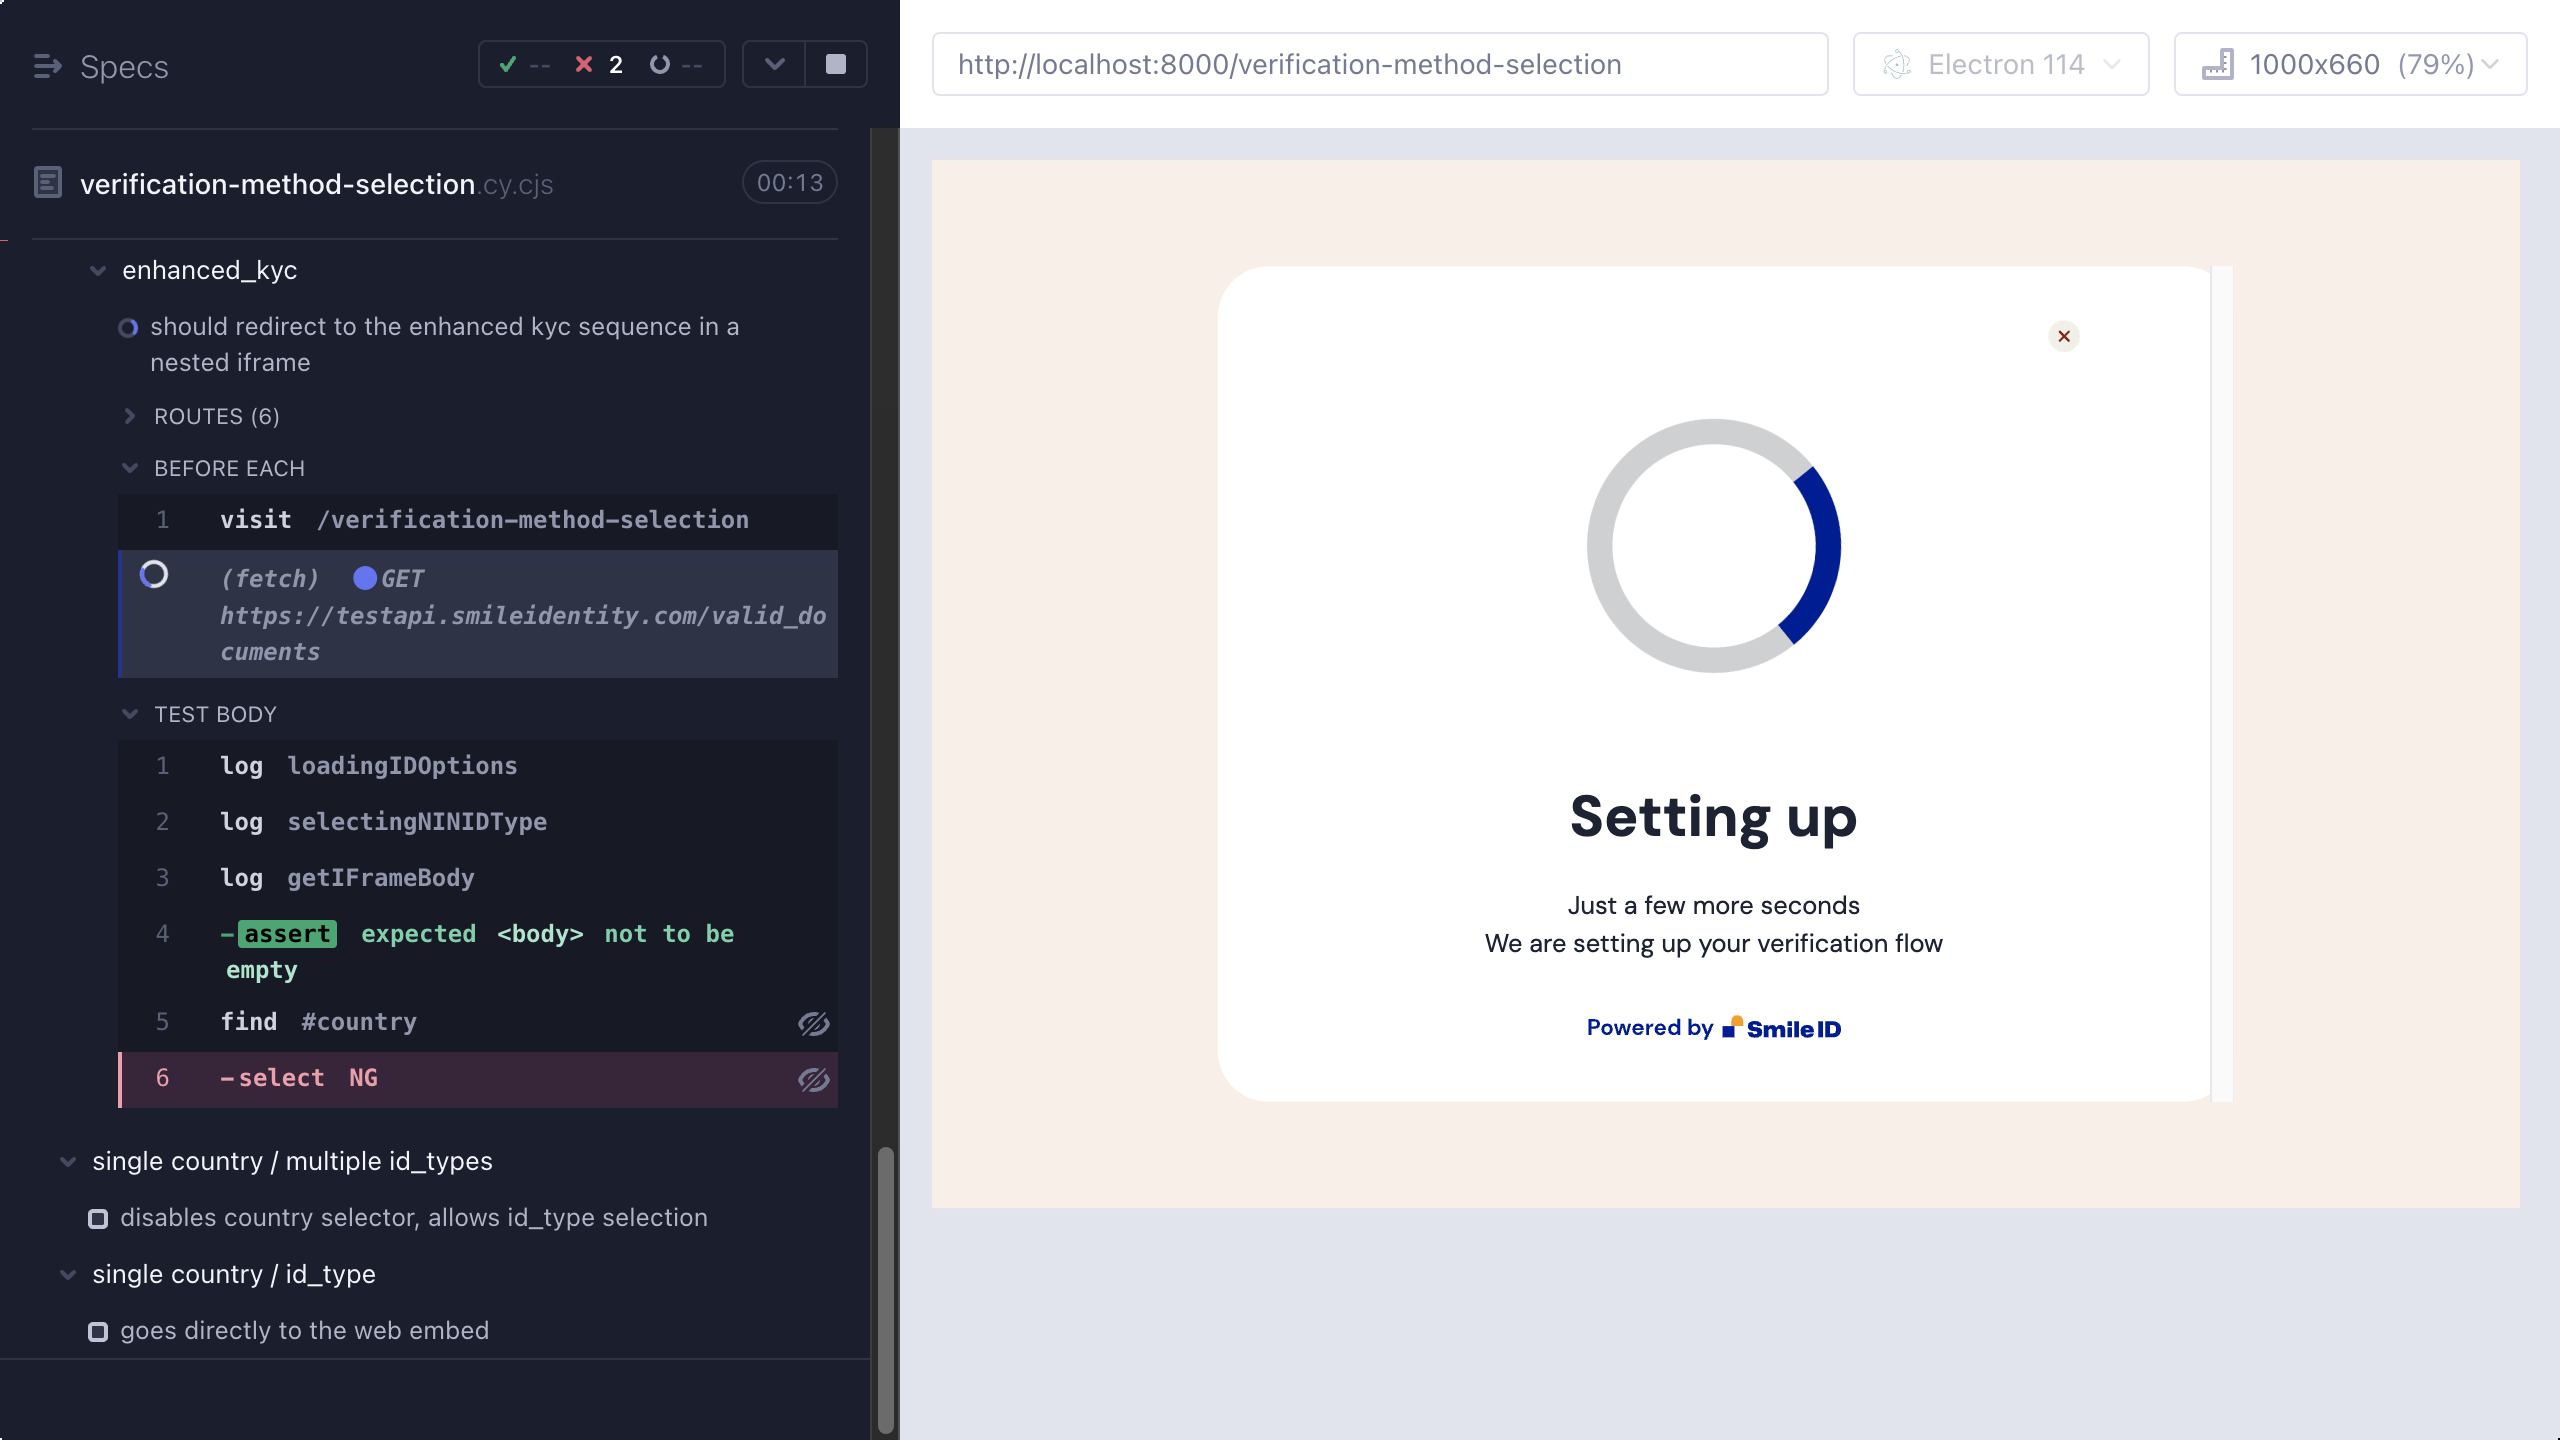 Specs
-- 2 --
verification-method-selection.cy.cjs
00:13
enhanced_kyc
should redirect to the enhanced kyc sequence in a
nested iframe
ROUTES (6)
BEFORE EACH
1 visit /verification-method-selection
(fetch) GET
https://testapi.smileidentity.com/valid_do
cuments
TEST BODY
1 log loadingIDOptions
2 log selectingNINIDType
3 log getIFrameBody
4 -assert expected <body> not to be
empty
5 find #country
6 -select NG
single country / multiple id_types
disables country selector, allows id_type selection
single country / id_type
goes directly to the web embed
http://localhost:8000/verification-method-selection
Electron 114
1000x660 (79%)
Setting up
Just a few more seconds
We are setting up your verification flow
Powered by Smile ID